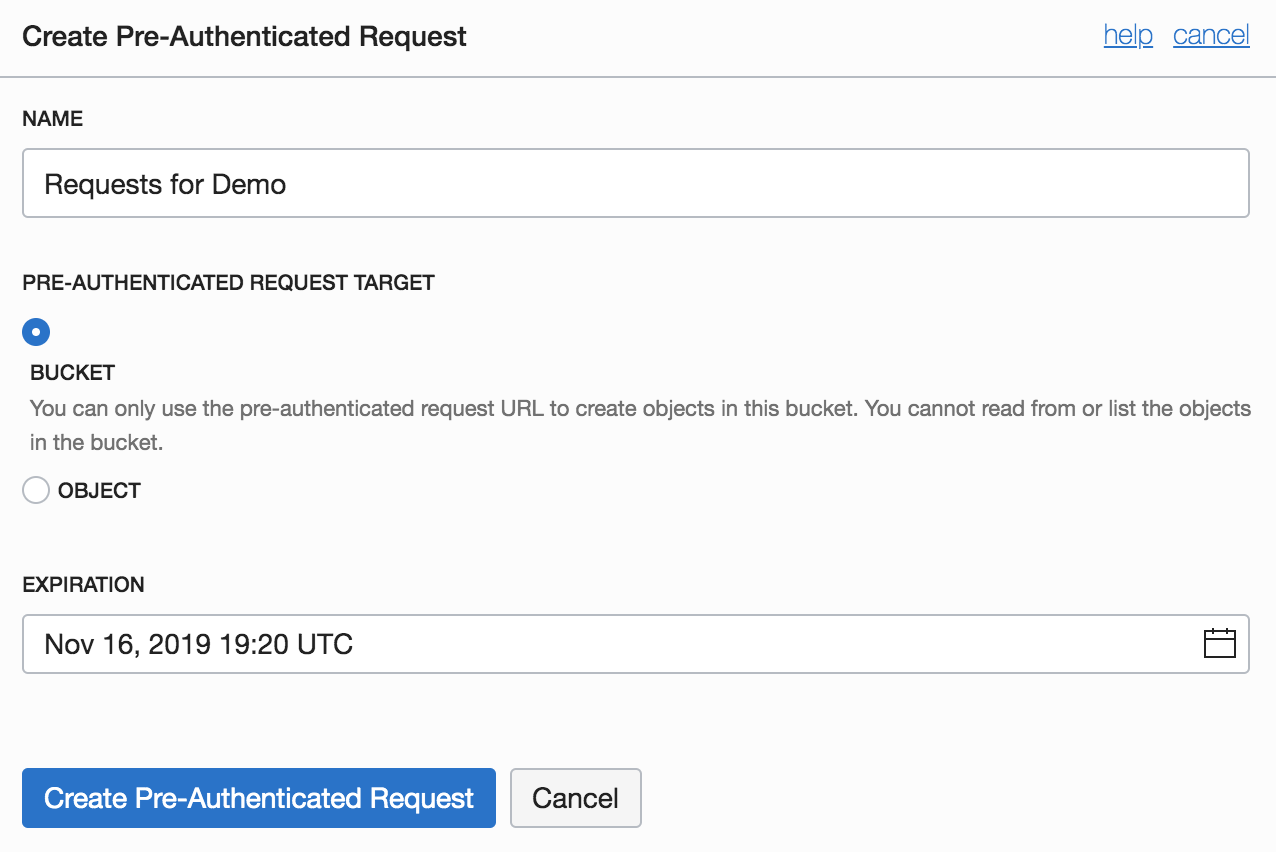 Create Pre-Authenticated Request help cancel
NAME
Requests for Demo
PRE-AUTHENTICATED REQUEST TARGET
BUCKET
You can only use the pre-authenticated request URL to create objects in this bucket. You cannot read from or list the objects
in the bucket.
OBJECT
EXPIRATION
Nov 16, 2019 19:20 UTC
Create Pre-Authenticated Request Cancel